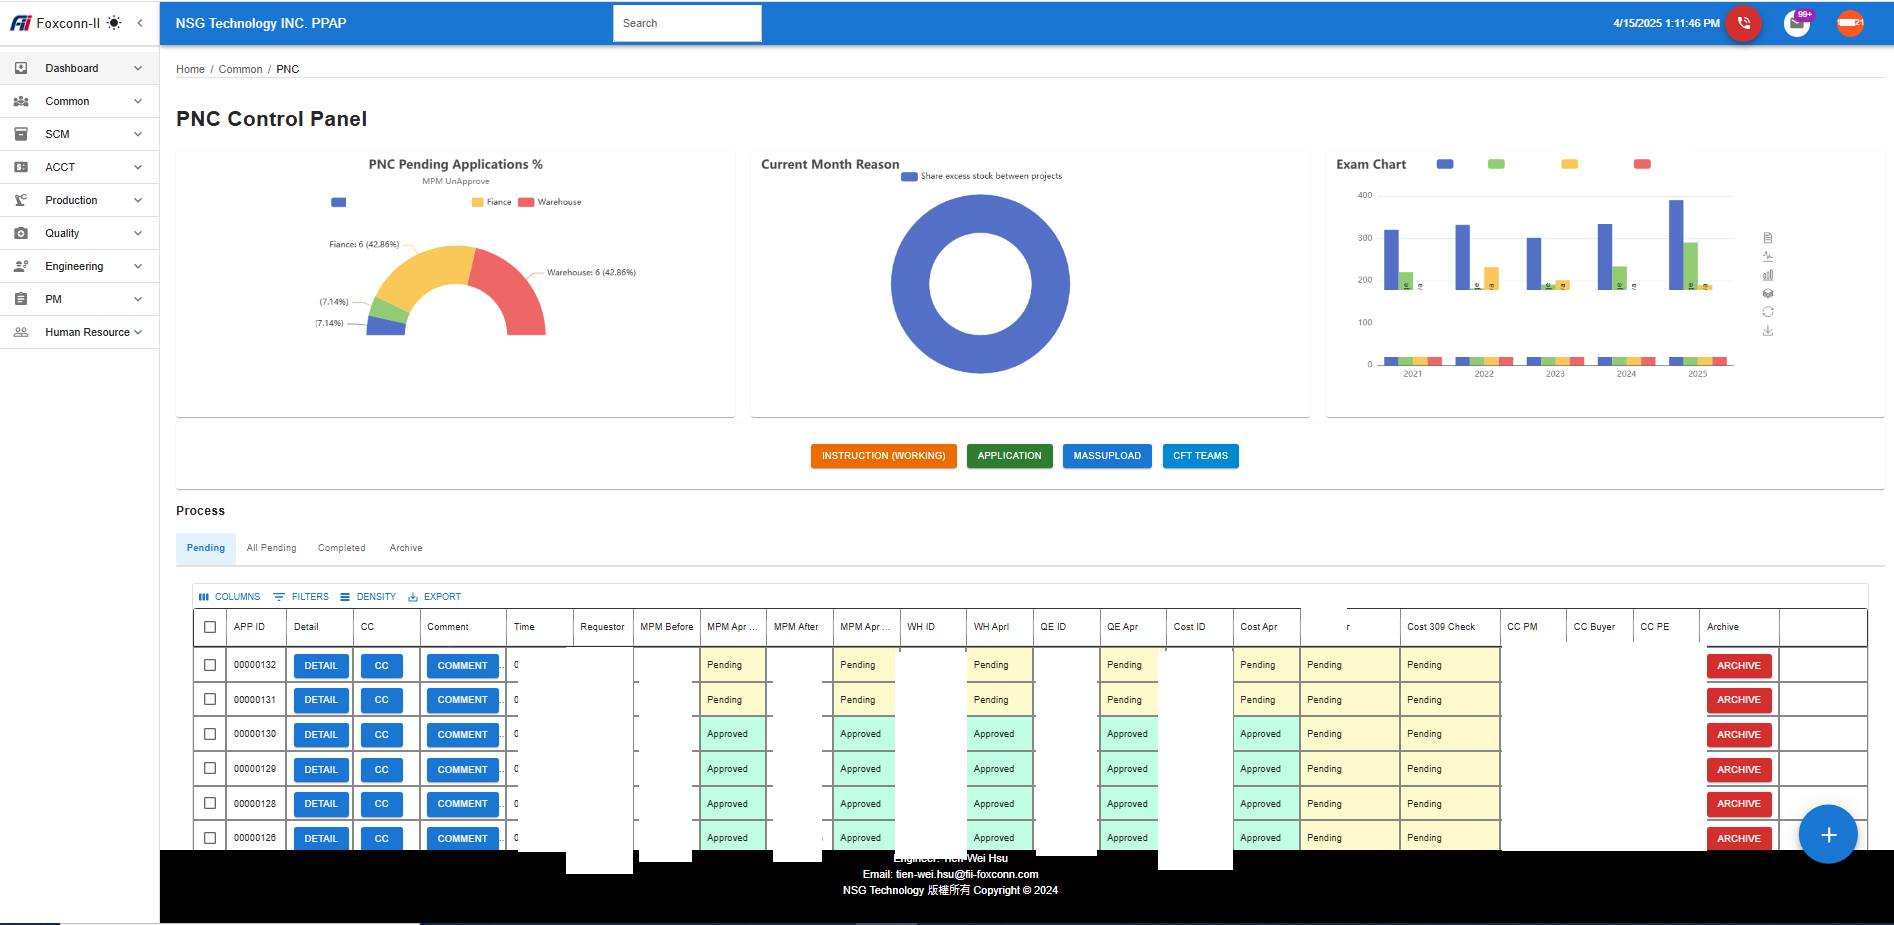 Foxconn-II
NSG Technology INC. PPAP
Search
4/15/2025 1:11:46 PM
99+
Dashboard
Common
SCM
ACCT
Production
Quality
Engineering
PM
Human Resource
Home / Common / PNC
PNC Control Panel
PNC Pending Applications %
MPM UnApprove
Fiance
Warehouse
Fiance: 6 (42.86%)
Warehouse: 6 (42.86%)
(7.14%)
(7.14%)
Current Month Reason
Share excess stock between projects
Exam Chart
400
300
200
100
0
2021 2022 2023 2024 2025
INSTRUCTION (WORKING) APPLICATION MASSUPLOAD CFT TEAMS
Process
Pending All Pending Completed Archive
COLUMNS FILTERS DENSITY EXPORT
APP ID Detail CC Comment Time Requestor MPM Before MPM Apr ... MPM After MPM Apr ... WH ID WH Aprl QE ID QE Apr Cost ID Cost Apr r Cost 309 Check CC PM CC Buyer CC PE Archive
00000132 DETAIL CC COMMENT Pending Pending Pending Pending Pending Pending Pending ARCHIVE
00000131 DETAIL CC COMMENT Pending Pending Pending Pending Pending Pending Pending ARCHIVE
00000130 DETAIL CC COMMENT Approved Approved Approved Approved Approved Pending Pending ARCHIVE
00000129 DETAIL CC COMMENT Approved Approved Approved Approved Approved Pending Pending ARCHIVE
00000128 DETAIL CC COMMENT Approved Approved Approved Approved Approved Pending Pending ARCHIVE
00000126 DETAIL CC COMMENT Approved Approved Approved Approved Approved Pending Pending ARCHIVE
Engineer: Tien-Wei Hsu
Email: tien-wei.hsu@fii-foxconn.com
NSG Technology 版權所有 Copyright © 2024